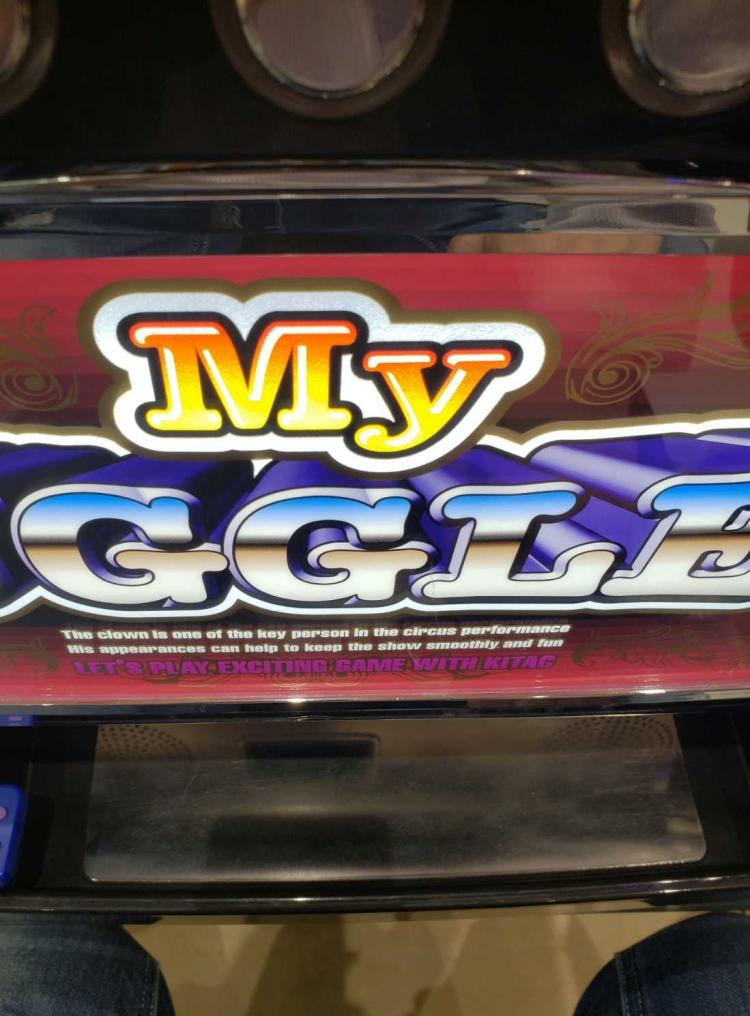 My
GGLE
The clown is one of the key person in the circus performance
His appearances can help to keep the show smoothly and fun
LET'S PLAY EXCITING GAME WITH KITAC